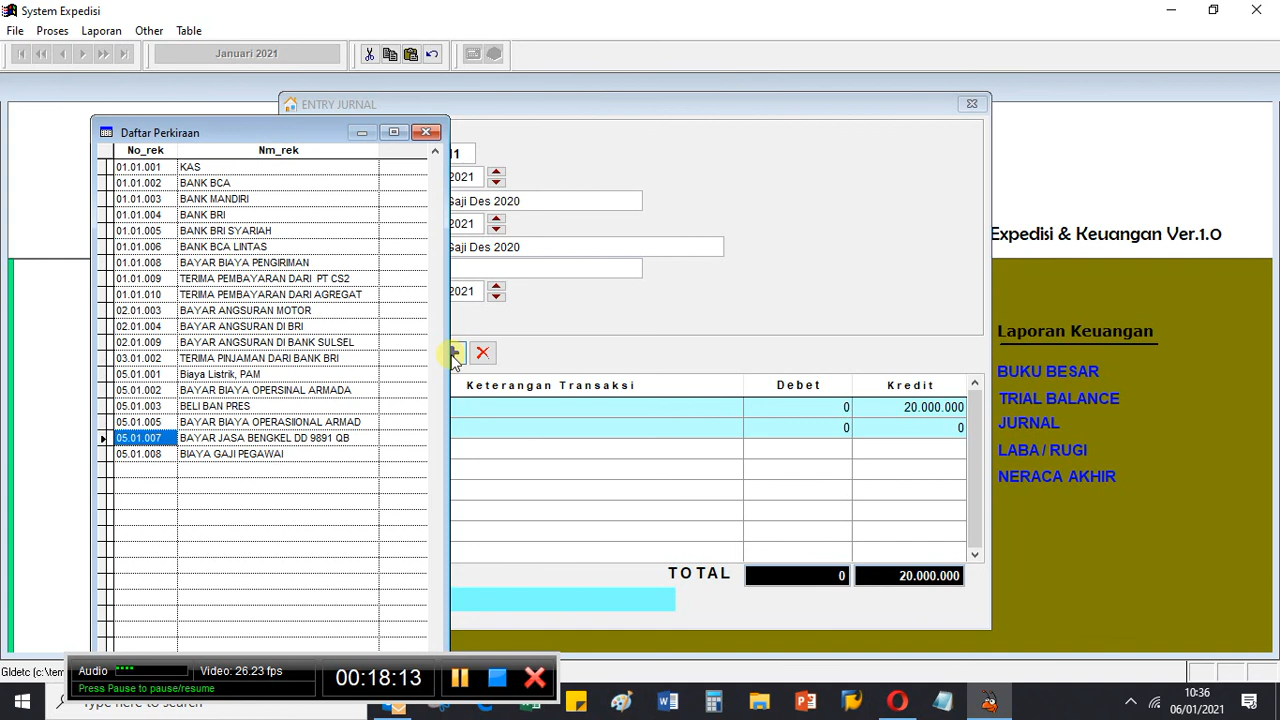 System Expedisi
File Proses Laporan Other Table
Januari 2021
ENTRY JURNAL
Daftar Perkiraan
No_rek Nm_rek
01.01.001 KAS
01.01.002 BANK BCA
01.01.003 BANK MANDIRI
01.01.004 BANK BRI
01.01.005 BANK BRI SYARIAH
01.01.006 BANK BCA LINTAS
01.01.008 BAYAR BIAYA PENGIRIMAN
01.01.009 TERIMA PEMBAYARAN DARI PT CS2
01.01.010 TERIMA PEMBAYARAN DARI AGREGAT
02.01.003 BAYAR ANGSURAN MOTOR
02.01.004 BAYAR ANGSURAN DI BRI
02.01.009 BAYAR ANGSURAN DI BANK SULSEL
03.01.002 TERIMA PINJAMAN DARI BANK BRI
05.01.001 Biaya Listrik, PAM
05.01.002 BAYAR BIAYA OPERSINAL ARMADA
05.01.003 BELI BAN PRES
05.01.005 BAYAR BIAYA OPERASIIONAL ARMAD
05.01.007 BAYAR JASA BENGKEL DD 9891 QB
05.01.008 BIAYA GAJI PEGAWAI
2021
Gaji Des 2020
2021
Gaji Des 2020
2021
Keterangan Transaksi Debet Kredit
0 20.000.000
0 0
TOTAL 0 20.000.000
Expedisi & Keuangan Ver.1.0
Laporan Keuangan
BUKU BESAR
TRIAL BALANCE
JURNAL
LABA / RUGI
NERACA AKHIR
Audio Video: 26.23 fps
Press Pause to pause/resume
00:18:13
10:36
06/01/2021